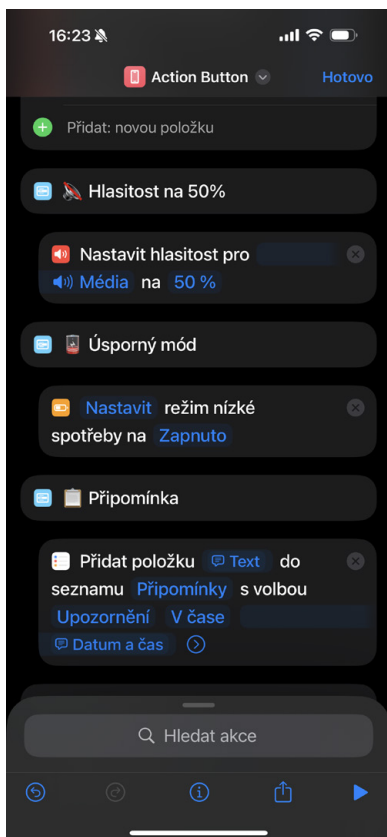 16:23
Action Button
Hotovo
Přidat: novou položku
Hlasitost na 50%
Nastavit hlasitost pro
Média na 50 %
Úsporný mód
Nastavit režim nízké
spotřeby na Zapnuto
Připomínka
Přidat položku Text do
seznamu Připomínky s volbou
Upozornění V čase
Datum a čas
Hledat akce